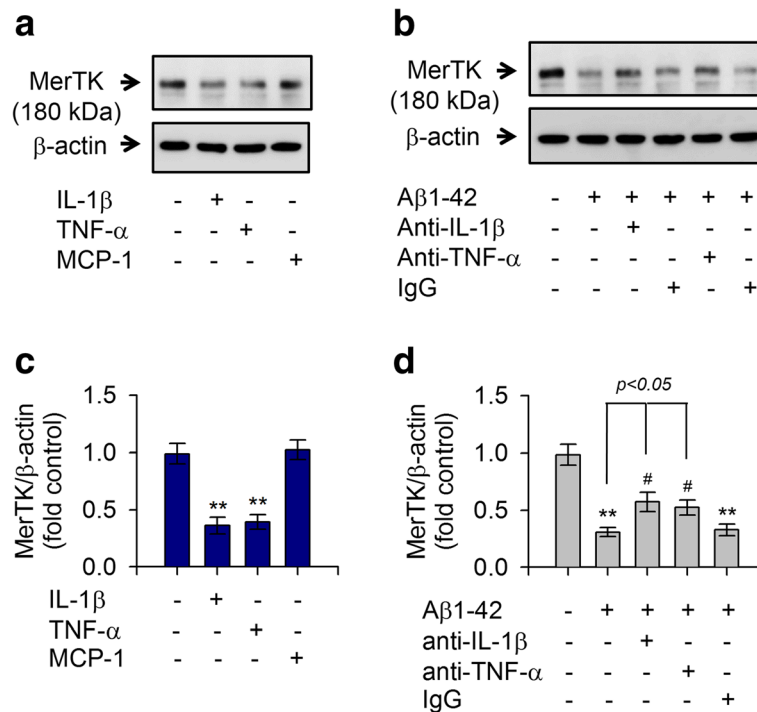 a
MerTK
(180 kDa)
β-actin
IL-1β - + - -
TNF-α - - + -
MCP-1 - - - +
b
MerTK
(180 kDa)
β-actin
Aβ1-42 - + + + + +
Anti-IL-1β - - + - - -
Anti-TNF-α - - - - + -
IgG - - - + - +
c
MerTK/β-actin
(fold control)
1.5
1.0
0.5
0.0
** **
IL-1β - + - -
TNF-α - - + -
MCP-1 - - - +
d
MerTK/β-actin
(fold control)
1.5
1.0
0.5
0.0
p<0.05
** # # **
Aβ1-42 - + + + +
anti-IL-1β - - + - -
anti-TNF-α - - - + -
IgG - - - - +